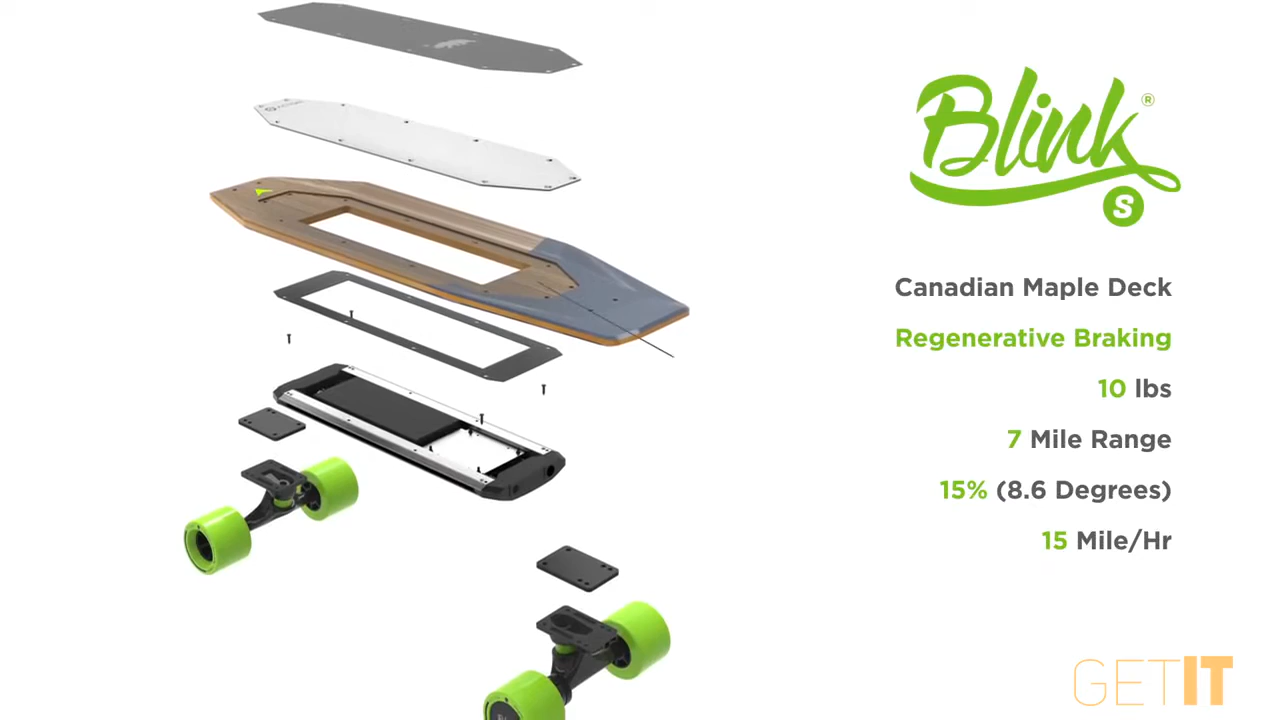 Blink®
S
Canadian Maple Deck
Regenerative Braking
10 lbs
7 Mile Range
15% (8.6 Degrees)
15 Mile/Hr
GETIT